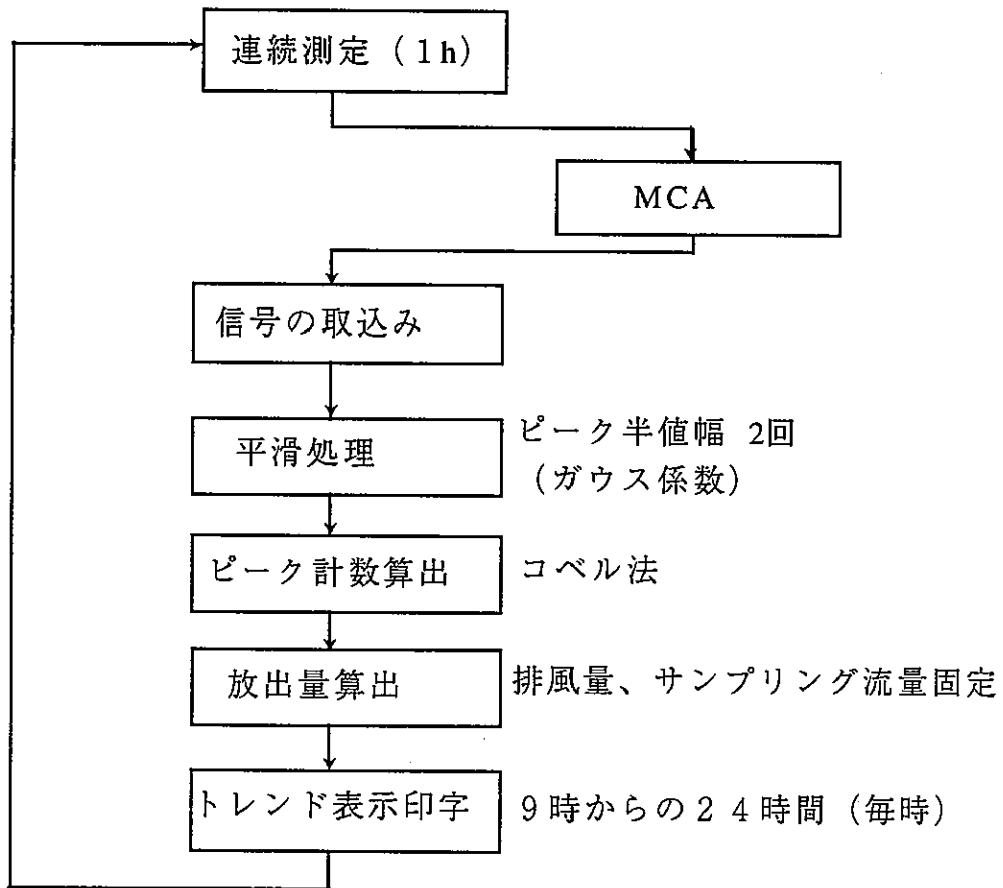 連続測定（1h）
MCA
信号の取込み
平滑処理
ピーク半値幅 2回
（ガウス係数）
ピーク計数算出
コベル法
放出量算出
排風量、サンプリング流量固定
トレンド表示印字
9時からの24時間（毎時）